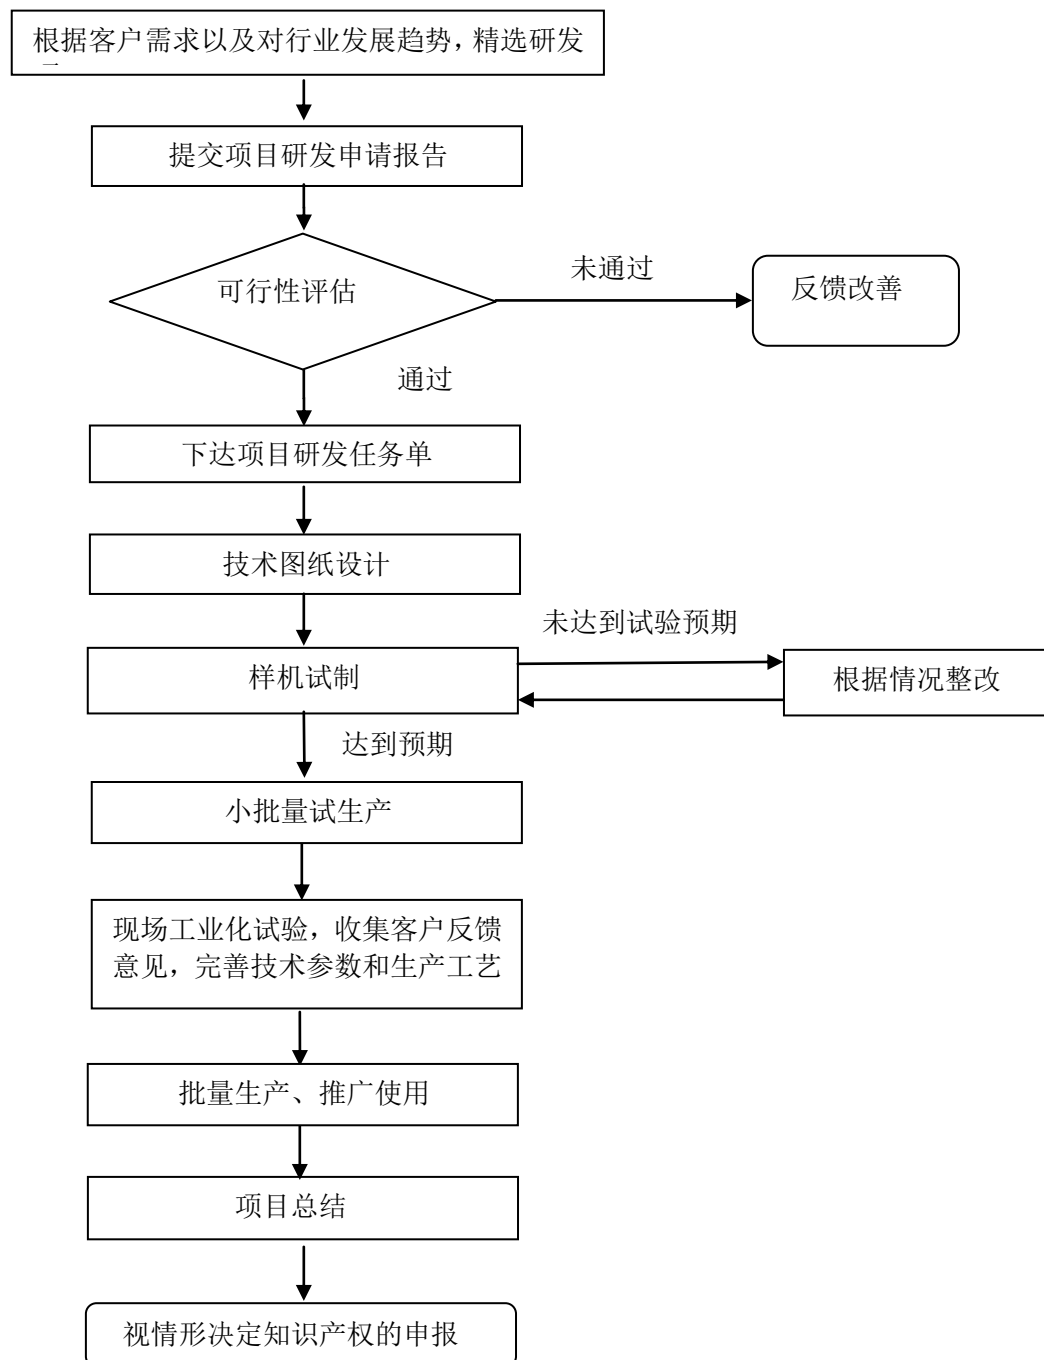 根据客户需求以及对行业发展趋势，精选研发
提交项目研发申请报告
可行性评估
未通过
反馈改善
通过
下达项目研发任务单
技术图纸设计
未达到试验预期
样机试制
根据情况整改
达到预期
小批量试生产
现场工业化试验，收集客户反馈
意见，完善技术参数和生产工艺
批量生产、推广使用
项目总结
视情形决定知识产权的申报